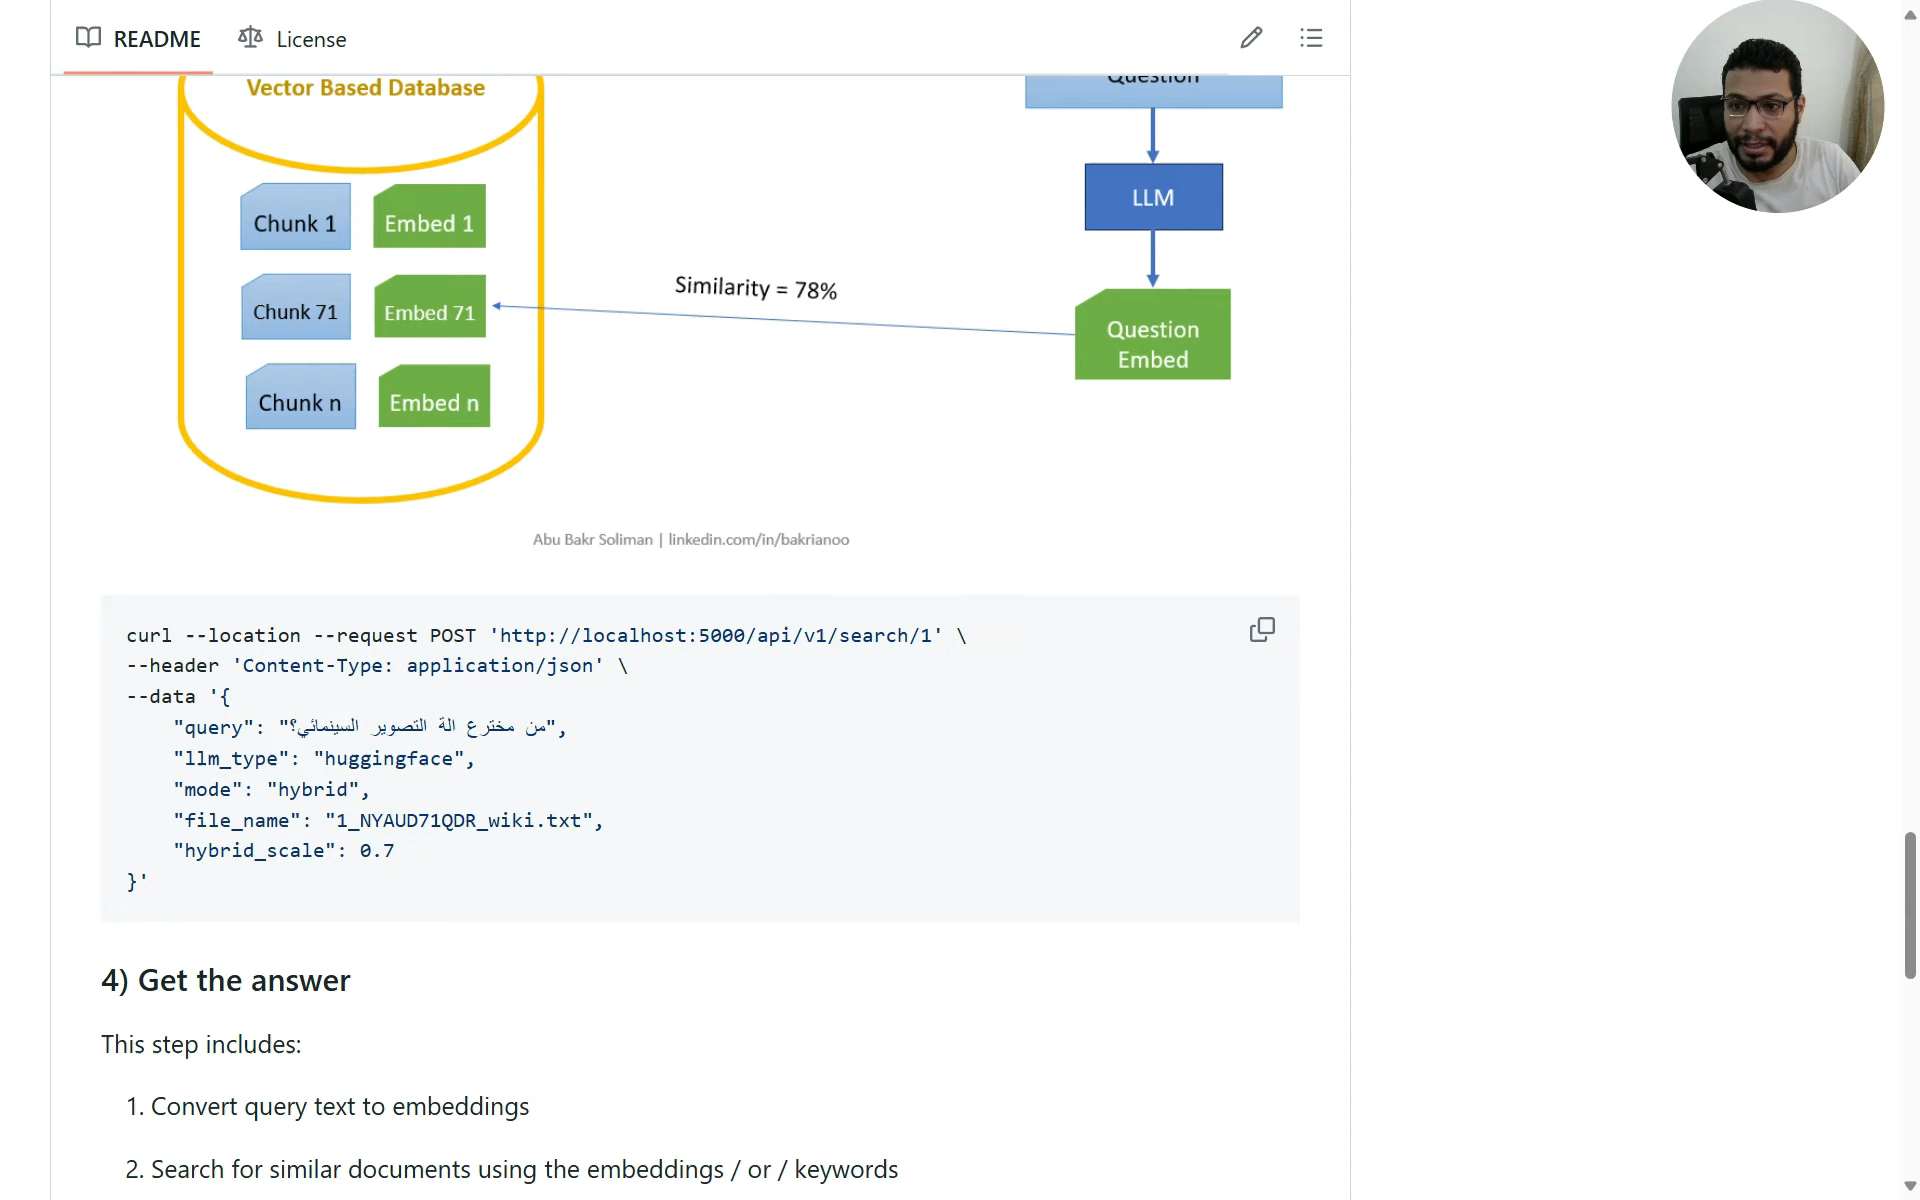 README
License
Vector Based Database
Question
Chunk 1
Embed 1
LLM
Chunk 71
Embed 71
Similarity = 78%
Question
Embed
Chunk n
Embed n
Abu Bakr Soliman | linkedin.com/in/bakrianoo
curl --location --request POST 'http://localhost:5000/api/v1/search/1' \
--header 'Content-Type: application/json' \
--data '{
"query": "من مخترع الة التصوير السينمائي؟",
"llm_type": "huggingface",
"mode": "hybrid",
"file_name": "1_NYAUD71QDR_wiki.txt",
"hybrid_scale": 0.7
}'
4) Get the answer
This step includes:
1. Convert query text to embeddings
2. Search for similar documents using the embeddings / or / keywords